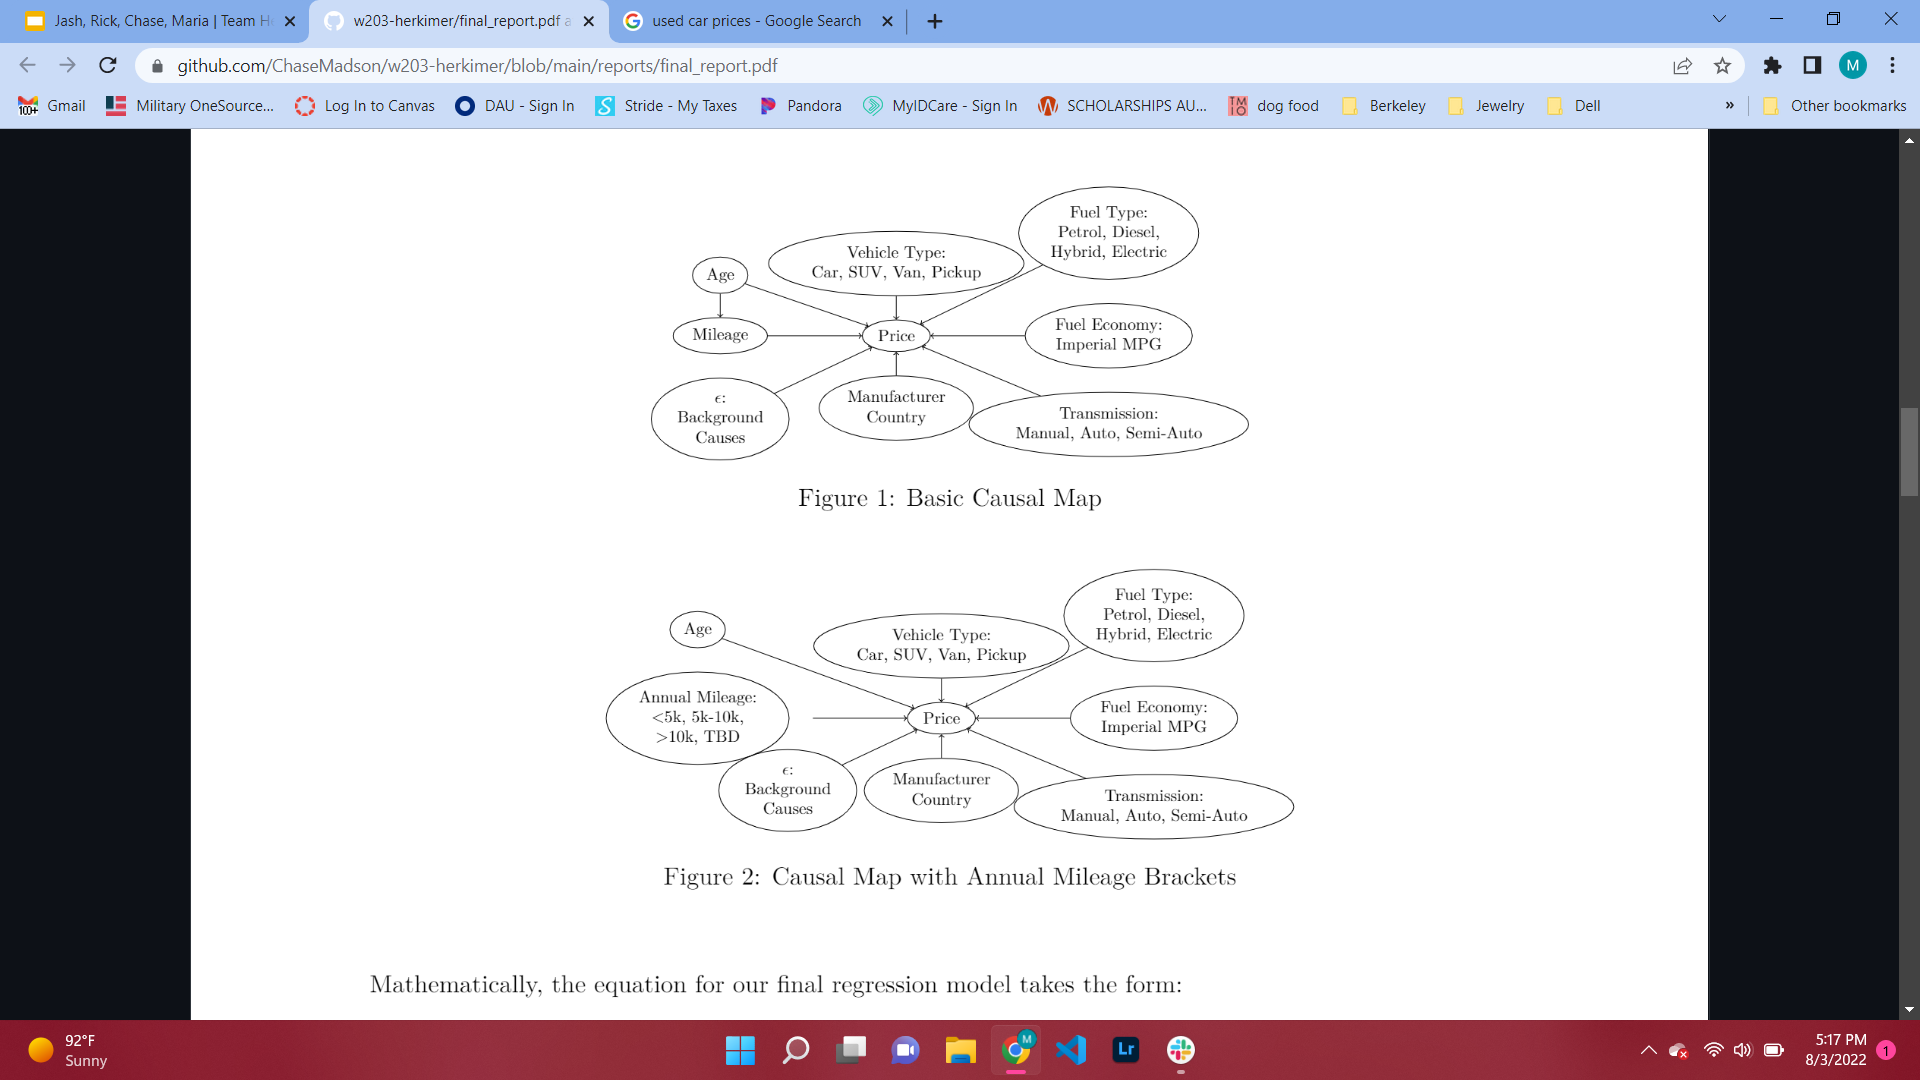 Jash, Rick, Chase, Maria | Team He
w203-herkimer/final_report.pdf a
used car prices - Google Search
github.com/ChaseMadson/w203-herkimer/blob/main/reports/final_report.pdf
M
100+
Gmail
Military OneSource...
Log In to Canvas
DAU - Sign In
Stride - My Taxes
Pandora
MyIDCare - Sign In
SCHOLARSHIPS AU...
dog food
Berkeley
Jewelry
Dell
»
Other bookmarks
Fuel Type:
Petrol, Diesel,
Hybrid, Electric
Vehicle Type:
Car, SUV, Van, Pickup
Age
Mileage
Price
Fuel Economy:
Imperial MPG
ϵ:
Background
Causes
Manufacturer
Country
Transmission:
Manual, Auto, Semi-Auto
Figure 1: Basic Causal Map
Fuel Type:
Petrol, Diesel,
Hybrid, Electric
Age
Vehicle Type:
Car, SUV, Van, Pickup
Annual Mileage:
<5k, 5k-10k,
>10k, TBD
Price
Fuel Economy:
Imperial MPG
ϵ:
Background
Causes
Manufacturer
Country
Transmission:
Manual, Auto, Semi-Auto
Figure 2: Causal Map with Annual Mileage Brackets
Mathematically, the equation for our final regression model takes the form:
92°F
Sunny
M
Lr
5:17 PM
8/3/2022
1